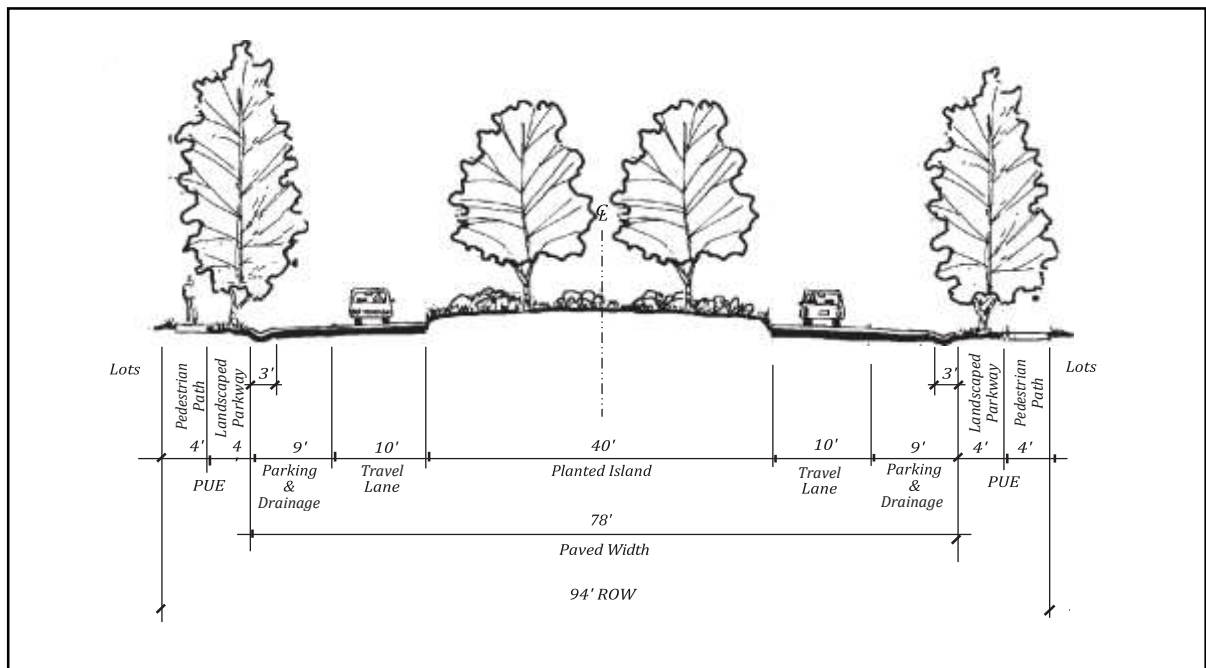 ℄
Lots
Pedestrian
Path
Landscaped
Parkway
3'
3'
Landscaped
Parkway
Pedestrian
Path
Lots
4'
4'
9'
10'
40'
10'
9'
4'
4'
PUE
Parking
&
Drainage
Travel
Lane
Planted Island
Travel
Lane
Parking
&
Drainage
PUE
78'
Paved Width
94' ROW